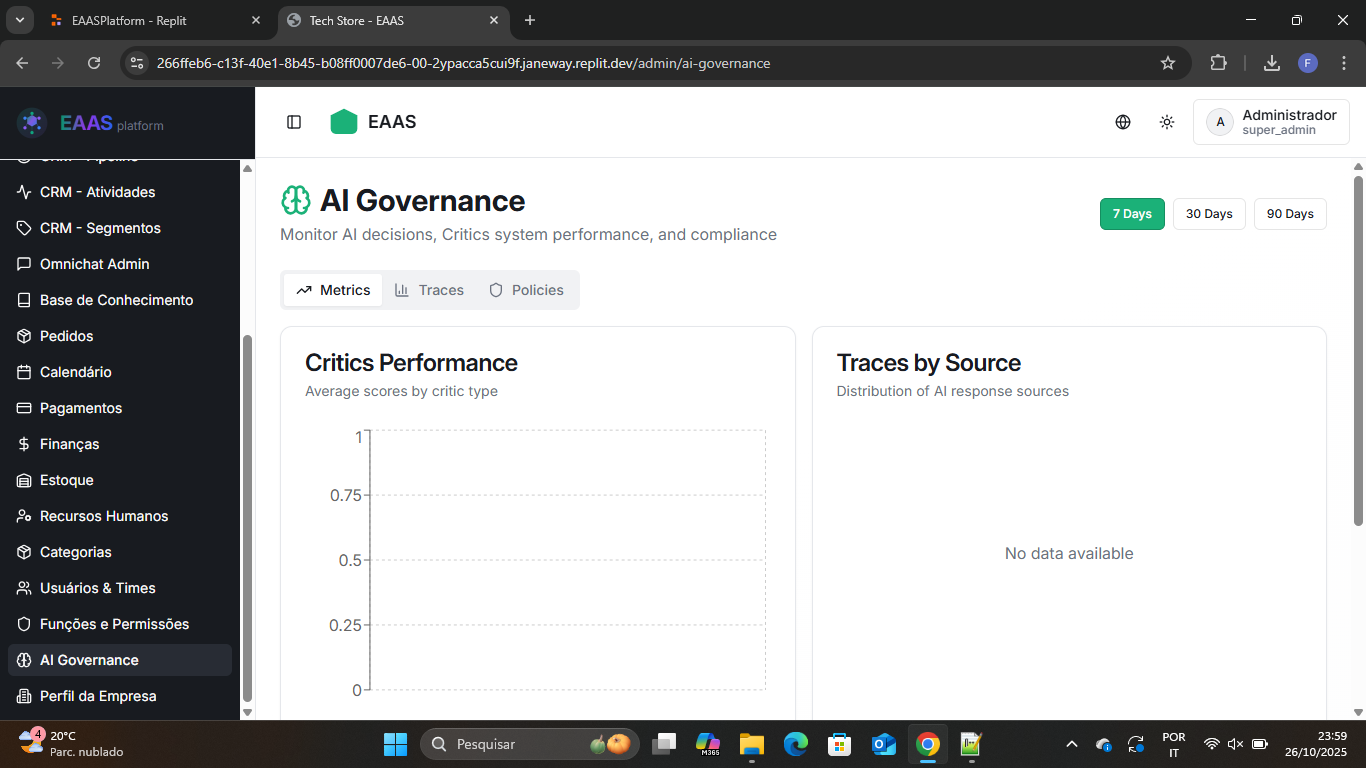 EAASPlatform - Replit
Tech Store - EAAS
266ffeb6-c13f-40e1-8b45-b08ff0007de6-00-2ypacca5cui9f.janeway.replit.dev/admin/ai-governance
F
EAAS platform
EAAS
A
Administrador
super_admin
CRM - Pipeline
CRM - Atividades
CRM - Segmentos
Omnichat Admin
Base de Conhecimento
Pedidos
Calendário
Pagamentos
Finanças
Estoque
Recursos Humanos
Categorias
Usuários & Times
Funções e Permissões
AI Governance
Perfil da Empresa
AI Governance
Monitor AI decisions, Critics system performance, and compliance
7 Days
30 Days
90 Days
Metrics
Traces
Policies
Critics Performance
Average scores by critic type
1
0.75
0.5
0.25
0
Traces by Source
Distribution of AI response sources
No data available
4
20°C
Parc. nublado
Pesquisar
M365
POR
IT
23:59
26/10/2025